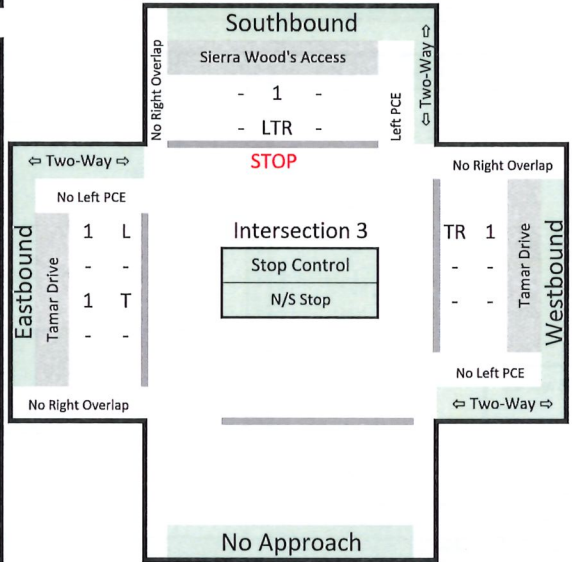 Southbound
Sierra Wood's Access
No Right Overlap
- 1 -
- LTR -
Left PCE
⇦ Two-Way ⇨
STOP
⇦ Two-Way ⇨
No Left PCE
Eastbound
Tamar Drive
1 L
- -
1 T
- -
No Right Overlap
Intersection 3
Stop Control
N/S Stop
No Right Overlap
TR 1
- -
- -
Tamar Drive
Westbound
No Left PCE
⇦ Two-Way ⇨
No Approach